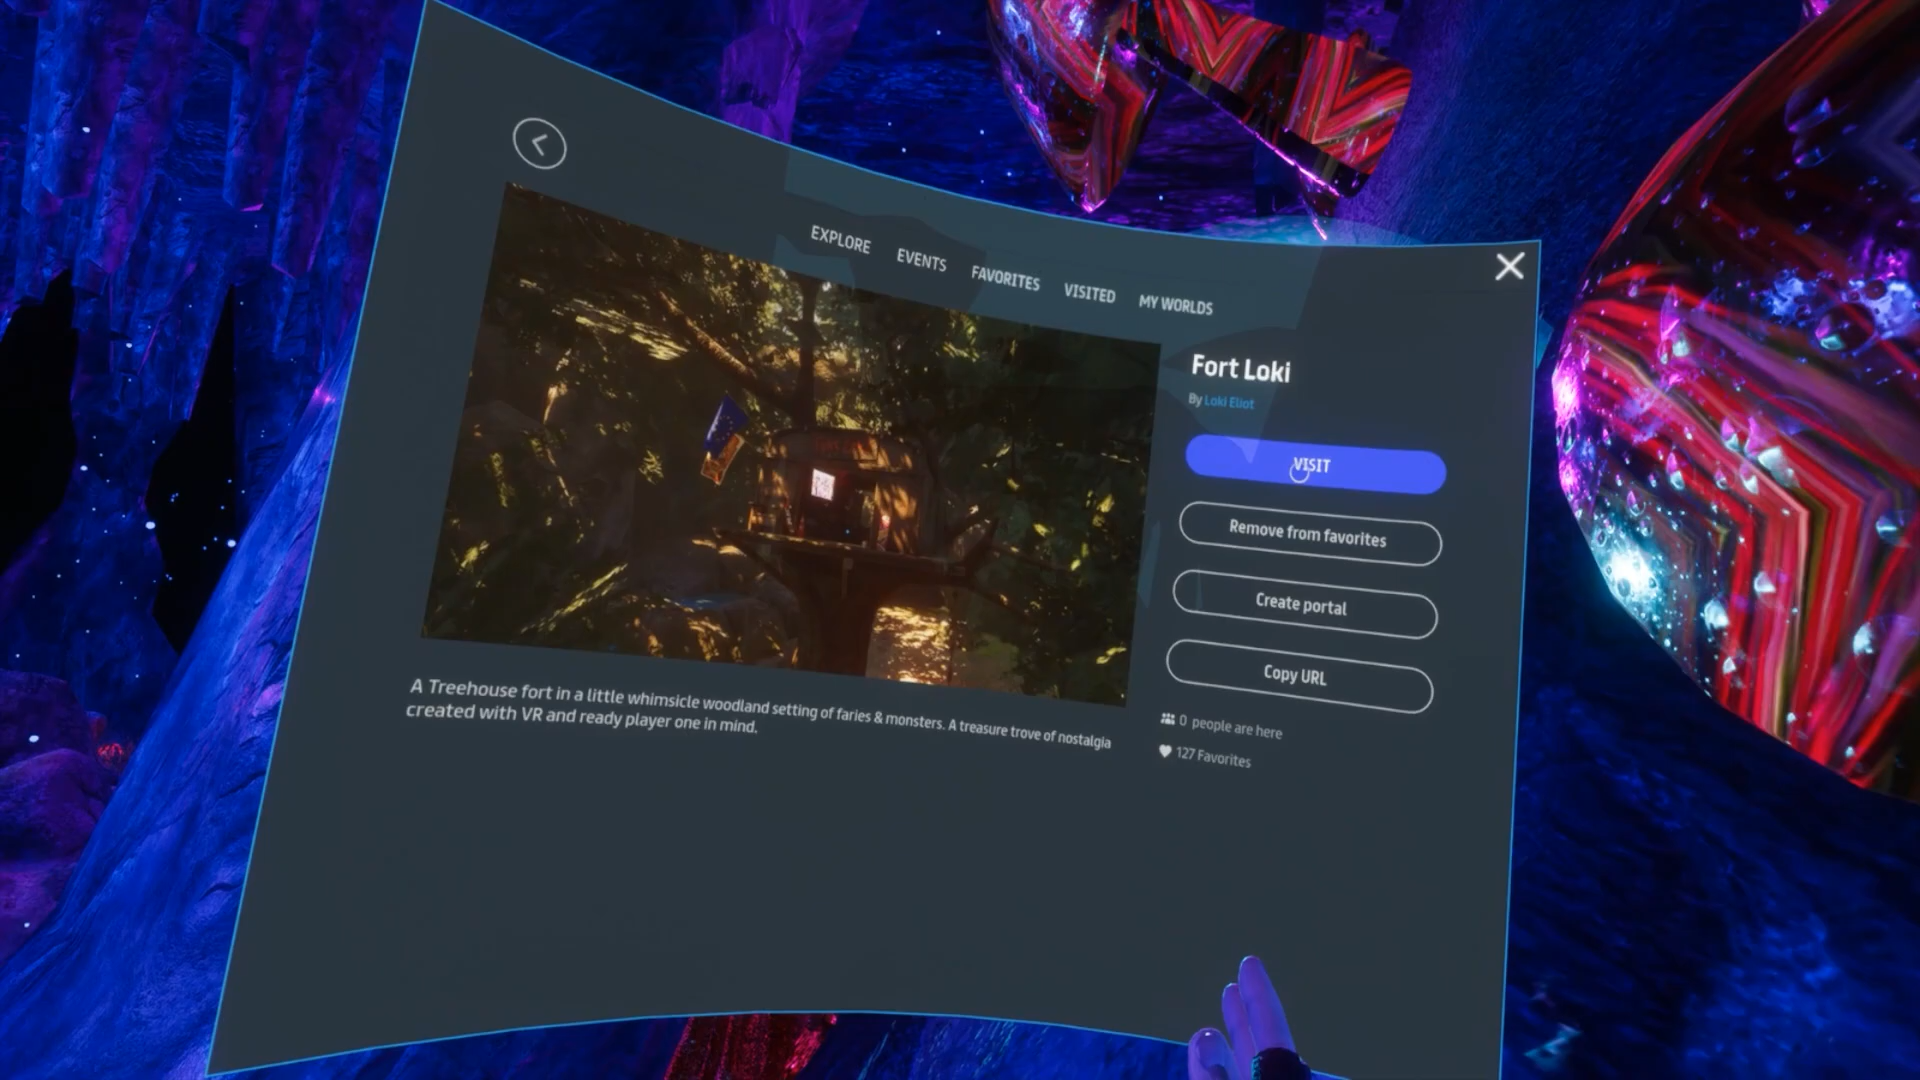 EXPLORE EVENTS FAVORITES VISITED MY WORLDS
Fort Loki
By Loki Eliot
VISIT
Remove from favorites
Create portal
Copy URL
0 people are here
127 Favorites
A Treehouse fort in a little whimsicle woodland setting of faries & monsters. A treasure trove of nostalgia
created with VR and ready player one in mind.